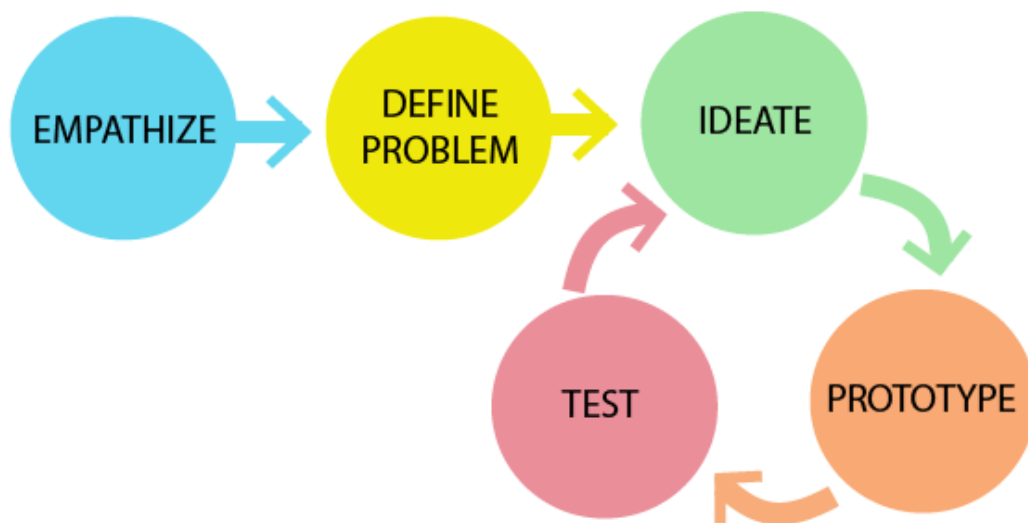 EMPATHIZE
DEFINE
PROBLEM
IDEATE
TEST
PROTOTYPE